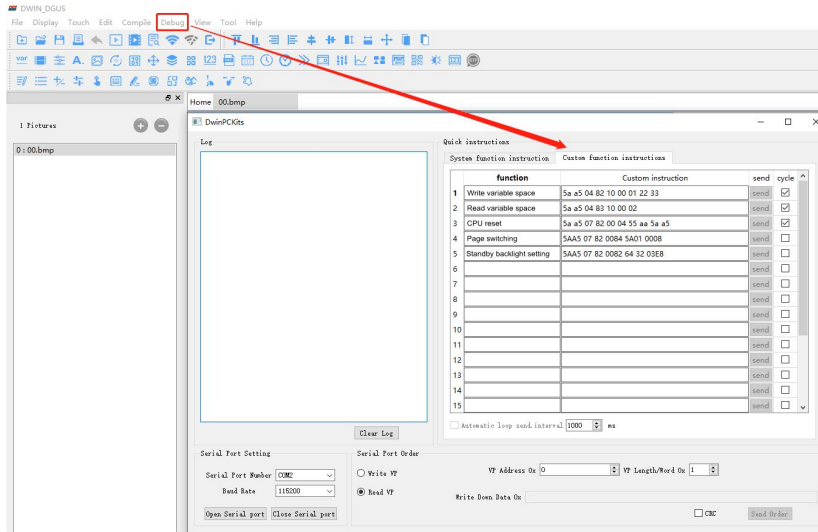 DWIN_DGUS
File Display Touch Edit Compile Debug View Tool Help
Home 00.bmp
1 Pictures
0 : 00.bmp
DwinPCKits
Log
Quick instructions
System function instruction Custom function instructions
function Custom instruction send cycle
1 Write variable space 5a a5 04 82 10 00 01 22 33 send
2 Read variable space 5a a5 04 83 10 00 02 send
3 CPU reset 5a a5 07 82 00 04 55 aa 5a a5 send
4 Page switching 5AA5 07 82 0084 5A01 0008 send
5 Standby backlight setting 5AA5 07 82 0082 64 32 03E8 send
6 send
7 send
8 send
9 send
10 send
11 send
12 send
13 send
14 send
15 send
Automatic loop send, interval 1000 ms
Clear Log
Serial Port Setting
Serial Port Number COM2
Baud Rate 115200
Open Serial port Close Serial port
Serial Port Order
Write VP
Read VP
VP Address 0x 0 VP Length/Word 0x 1
Write Down Data 0x
CRC Send Order